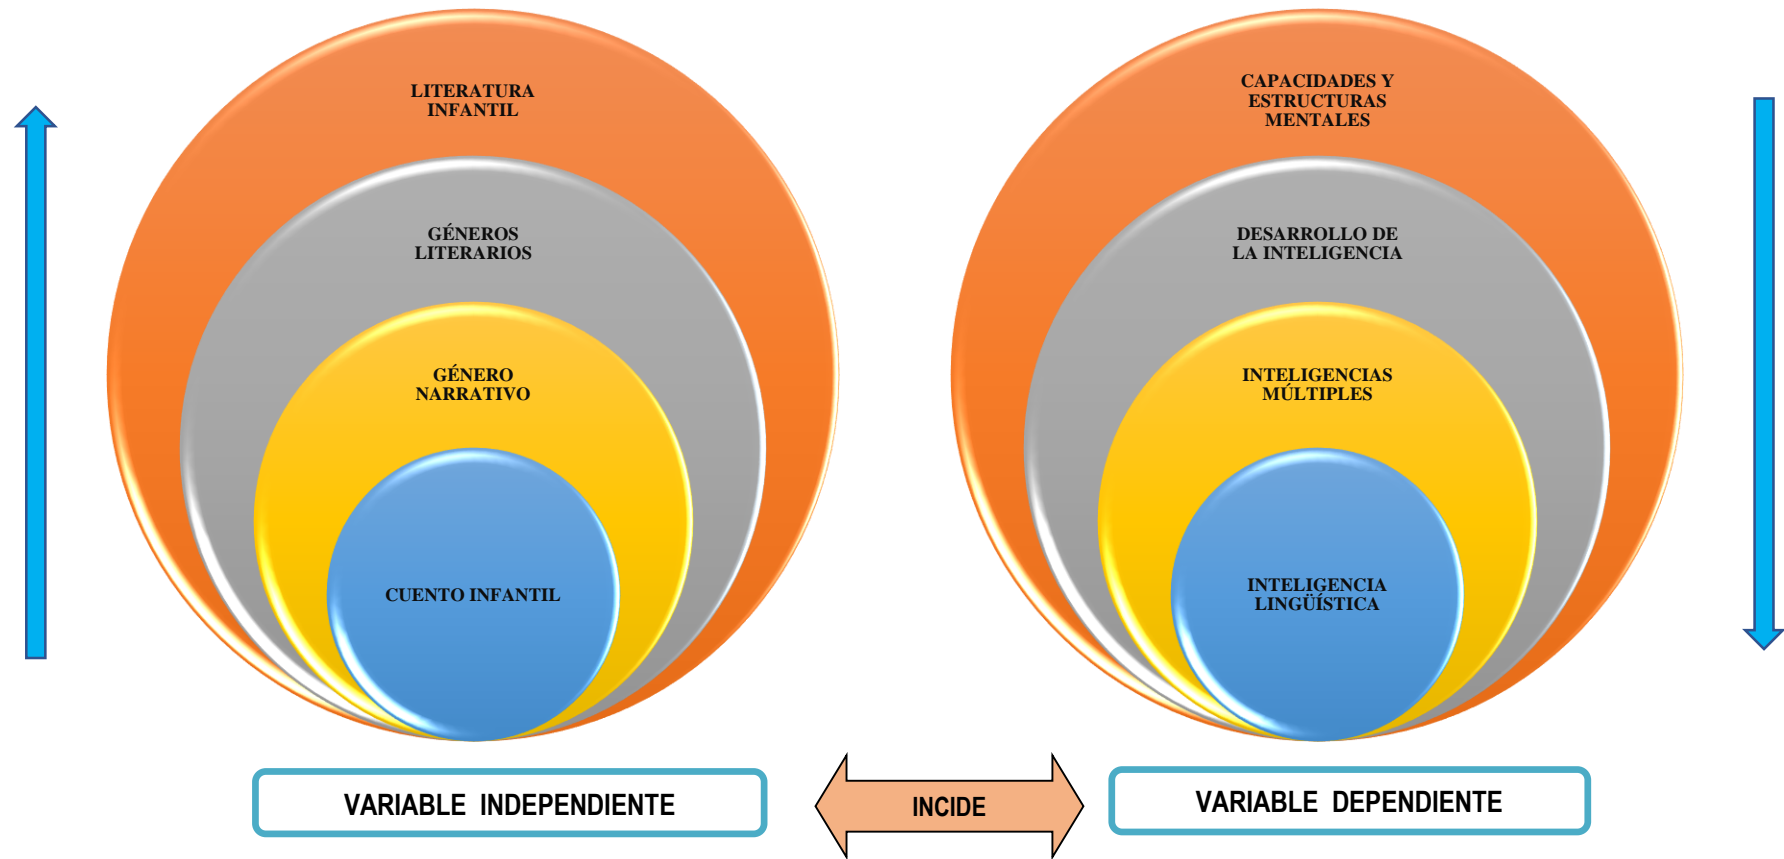 LITERATURA
INFANTIL
GÉNEROS
LITERARIOS
GÉNERO
NARRATIVO
CUENTO INFANTIL
CAPACIDADES Y
ESTRUCTURAS
MENTALES
DESARROLLO DE
LA INTELIGENCIA
INTELIGENCIAS
MÚLTIPLES
INTELIGENCIA
LINGÜÍSTICA
VARIABLE INDEPENDIENTE
INCIDE
VARIABLE DEPENDIENTE